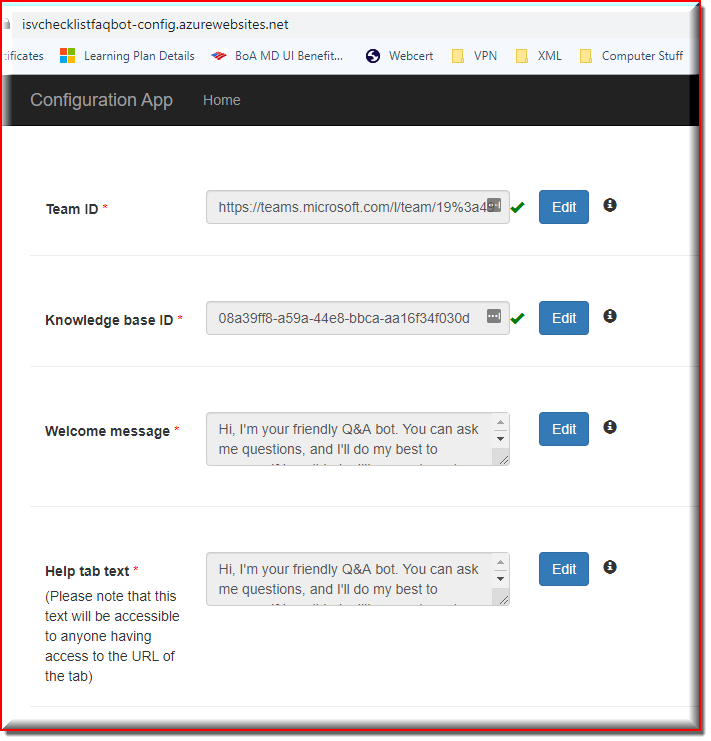 isvchecklistfaqbot-config.azurewebsites.net
tificates Learning Plan Details BoA MD UI Benefit... Webcert VPN XML Computer Stuff
Configuration App Home
Team ID * https://teams.microsoft.com/l/team/19%3a4 Edit
Knowledge base ID * 08a39ff8-a59a-44e8-bbca-aa16f34f030d Edit
Welcome message * Hi, I'm your friendly Q&A bot. You can ask Edit
me questions, and I'll do my best to
Help tab text * Hi, I'm your friendly Q&A bot. You can ask Edit
me questions, and I'll do my best to
(Please note that this
text will be accessible
to anyone having
access to the URL of
the tab)